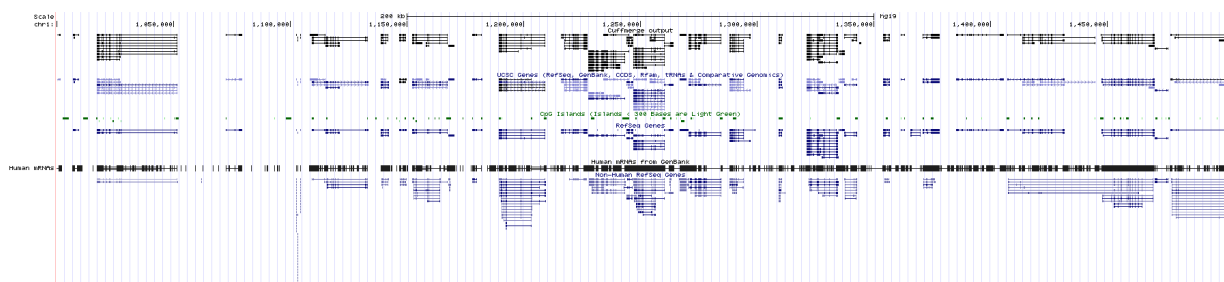 Scale 200 kb hg19
chr1: 1,050,000 1,100,000 1,150,000 1,200,000 1,250,000 1,300,000 1,350,000 1,400,000 1,450,000
Cuffmerge output
UCSC Genes (RefSeq, GenBank, CCDS, Rfam, tRNAs & Comparative Genomics)
CpG Islands (Islands < 300 Bases are Light Green)
RefSeq Genes
Human mRNAs from GenBank
Human mRNAs
Non-Human RefSeq Genes